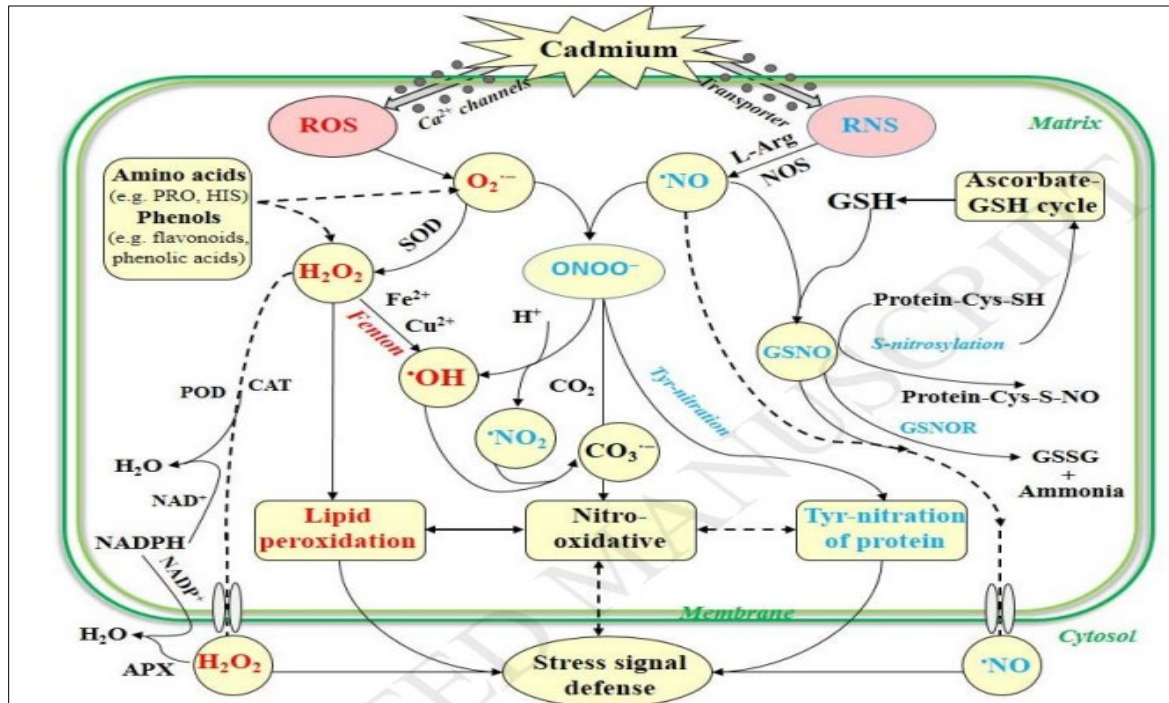 Cadmium
Ca²⁺ channels
Transporter
ROS
RNS
Matrix
L-Arg
NOS
Amino acids
(e.g. PRO, HIS)
Phenols
(e.g. flavonoids,
phenolic acids)
O₂·−
·NO
GSH
Ascorbate-
GSH cycle
SOD
H₂O₂
ONOO⁻
Fe²⁺
Cu²⁺
Fenton
H⁺
Protein-Cys-SH
S-nitrosylation
GSNO
·OH
CO₂
Tyr-nitration
POD
CAT
Protein-Cys-S-NO
GSNOR
·NO₂
CO₃·−
H₂O
GSSG
+
Ammonia
NAD⁺
NADPH
NADP⁺
Lipid
peroxidation
Nitro-
oxidative
Tyr-nitration
of protein
Membrane
Cytosol
H₂O
APX
H₂O₂
Stress signal
defense
·NO
TED MANUSCRIPT